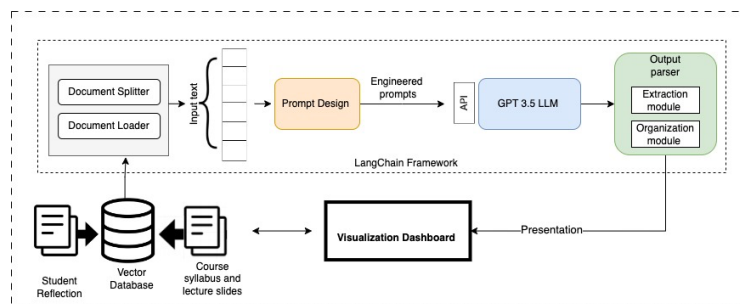 Document Splitter
Document Loader
Input text
Prompt Design
Engineered
prompts
API
GPT 3.5 LLM
Output
parser
Extraction
module
Organization
module
LangChain Framework
Student
Reflection
Vector
Database
Course
syllabus and
lecture slides
Visualization Dashboard
Presentation